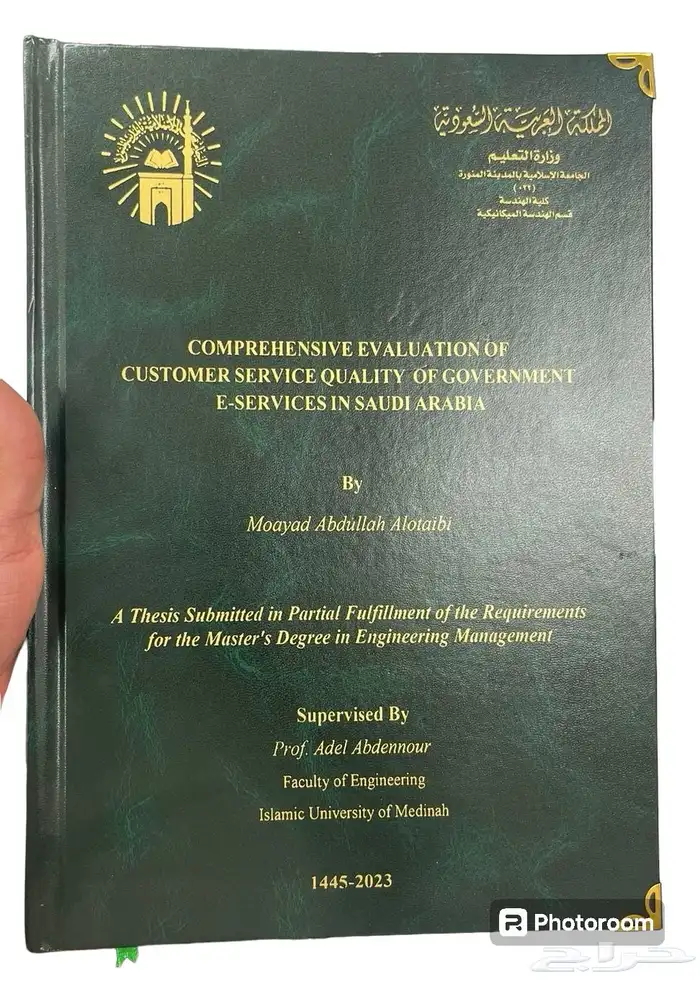 المملكة العربية السعودية
وزارة التعليم
الجامعة الإسلامية بالمدينة المنورة
(٠٢٢)
كلية الهندسة
قسم الهندسة الميكانيكية
COMPREHENSIVE EVALUATION OF
CUSTOMER SERVICE QUALITY OF GOVERNMENT
E-SERVICES IN SAUDI ARABIA
By
Moayad Abdullah Alotaibi
A Thesis Submitted in Partial Fulfillment of the Requirements
for the Master's Degree in Engineering Management
Supervised By
Prof. Adel Abdennour
Faculty of Engineering
Islamic University of Medinah
1445-2023
Photoroom
حراج